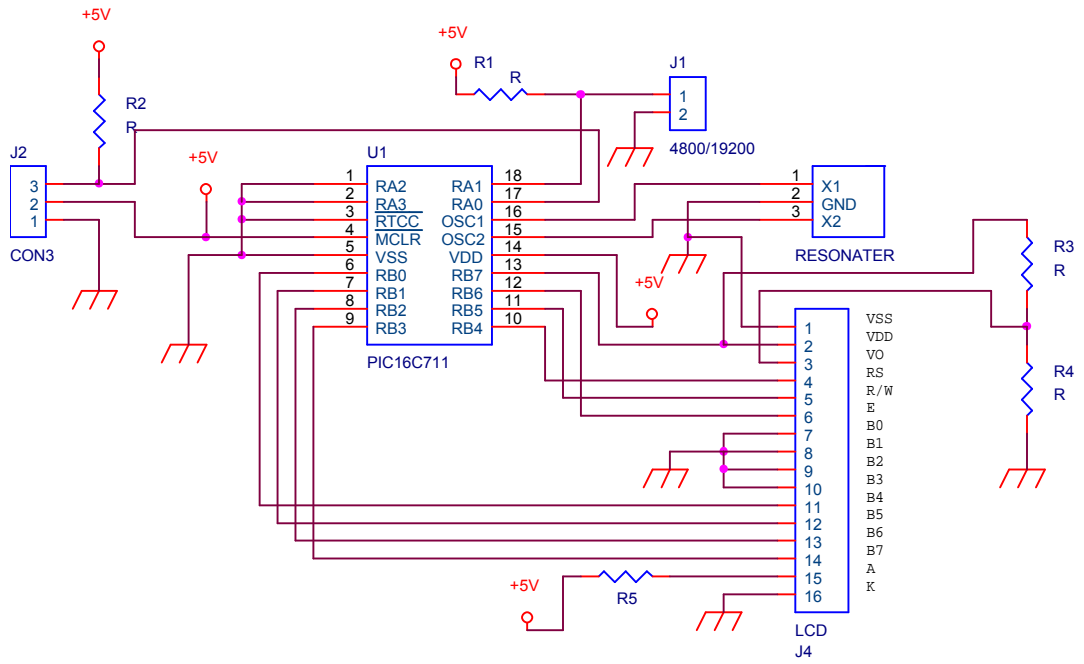 +5V
+5V
R1
R
J1
1
2
4800/19200
R2
R
J2
3
2
1
CON3
+5V
U1
1 RA2 RA1 18
2 RA3 RA0 17
3 RTCC OSC1 16
4 MCLR OSC2 15
5 VSS VDD 14
6 RB0 RB7 13
7 RB1 RB6 12
8 RB2 RB5 11
9 RB3 RB4 10
PIC16C711
1 X1
2 GND
3 X2
RESONATER
+5V
R3
R
R4
R
1 VSS
2 VDD
3 VO
4 RS
5 R/W
6 E
7 B0
8 B1
9 B2
10 B3
11 B4
12 B5
13 B6
14 B7
15 A
16 K
+5V
R5
LCD
J4